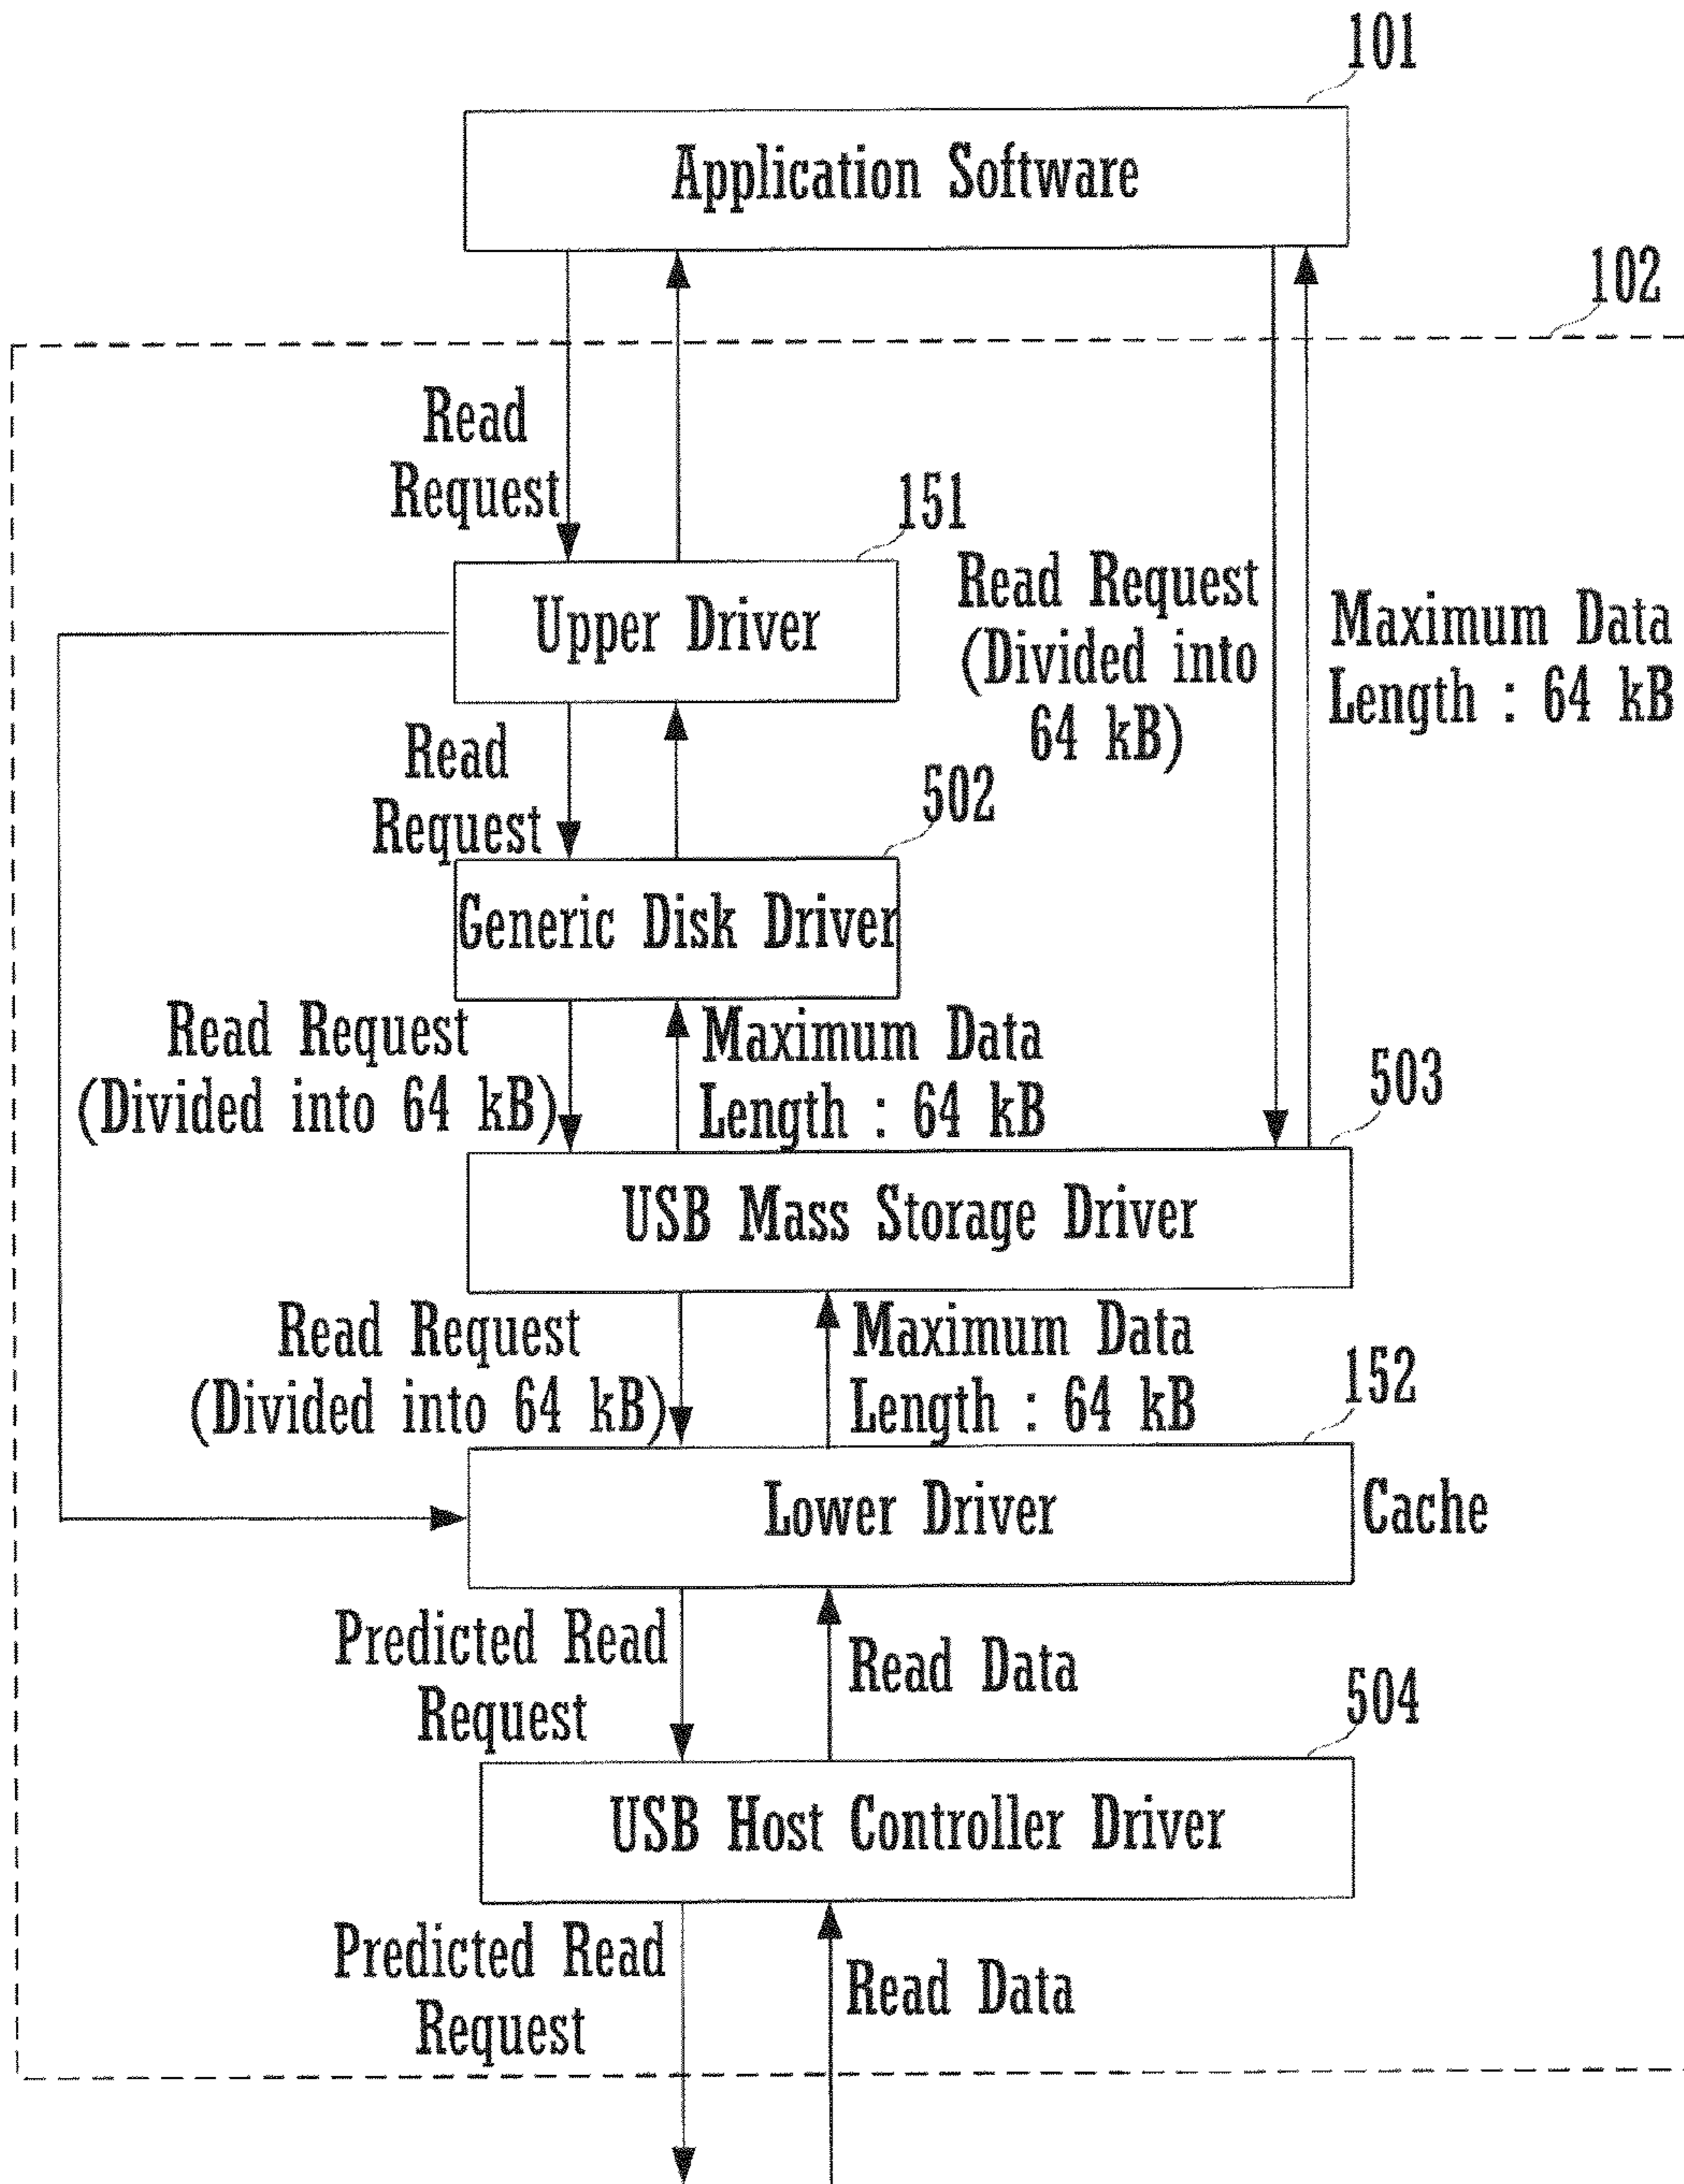 101
Application Software
102
Read
Request
151
Upper Driver
Read Request
(Divided into
64 kB)
Maximum Data
Length : 64 kB
Read
Request
502
Generic Disk Driver
Read Request
(Divided into 64 kB)
Maximum Data
Length : 64 kB
503
USB Mass Storage Driver
Read Request
(Divided into 64 kB)
Maximum Data
Length : 64 kB
152
Lower Driver
Cache
Predicted Read
Request
Read Data
504
USB Host Controller Driver
Predicted Read
Request
Read Data